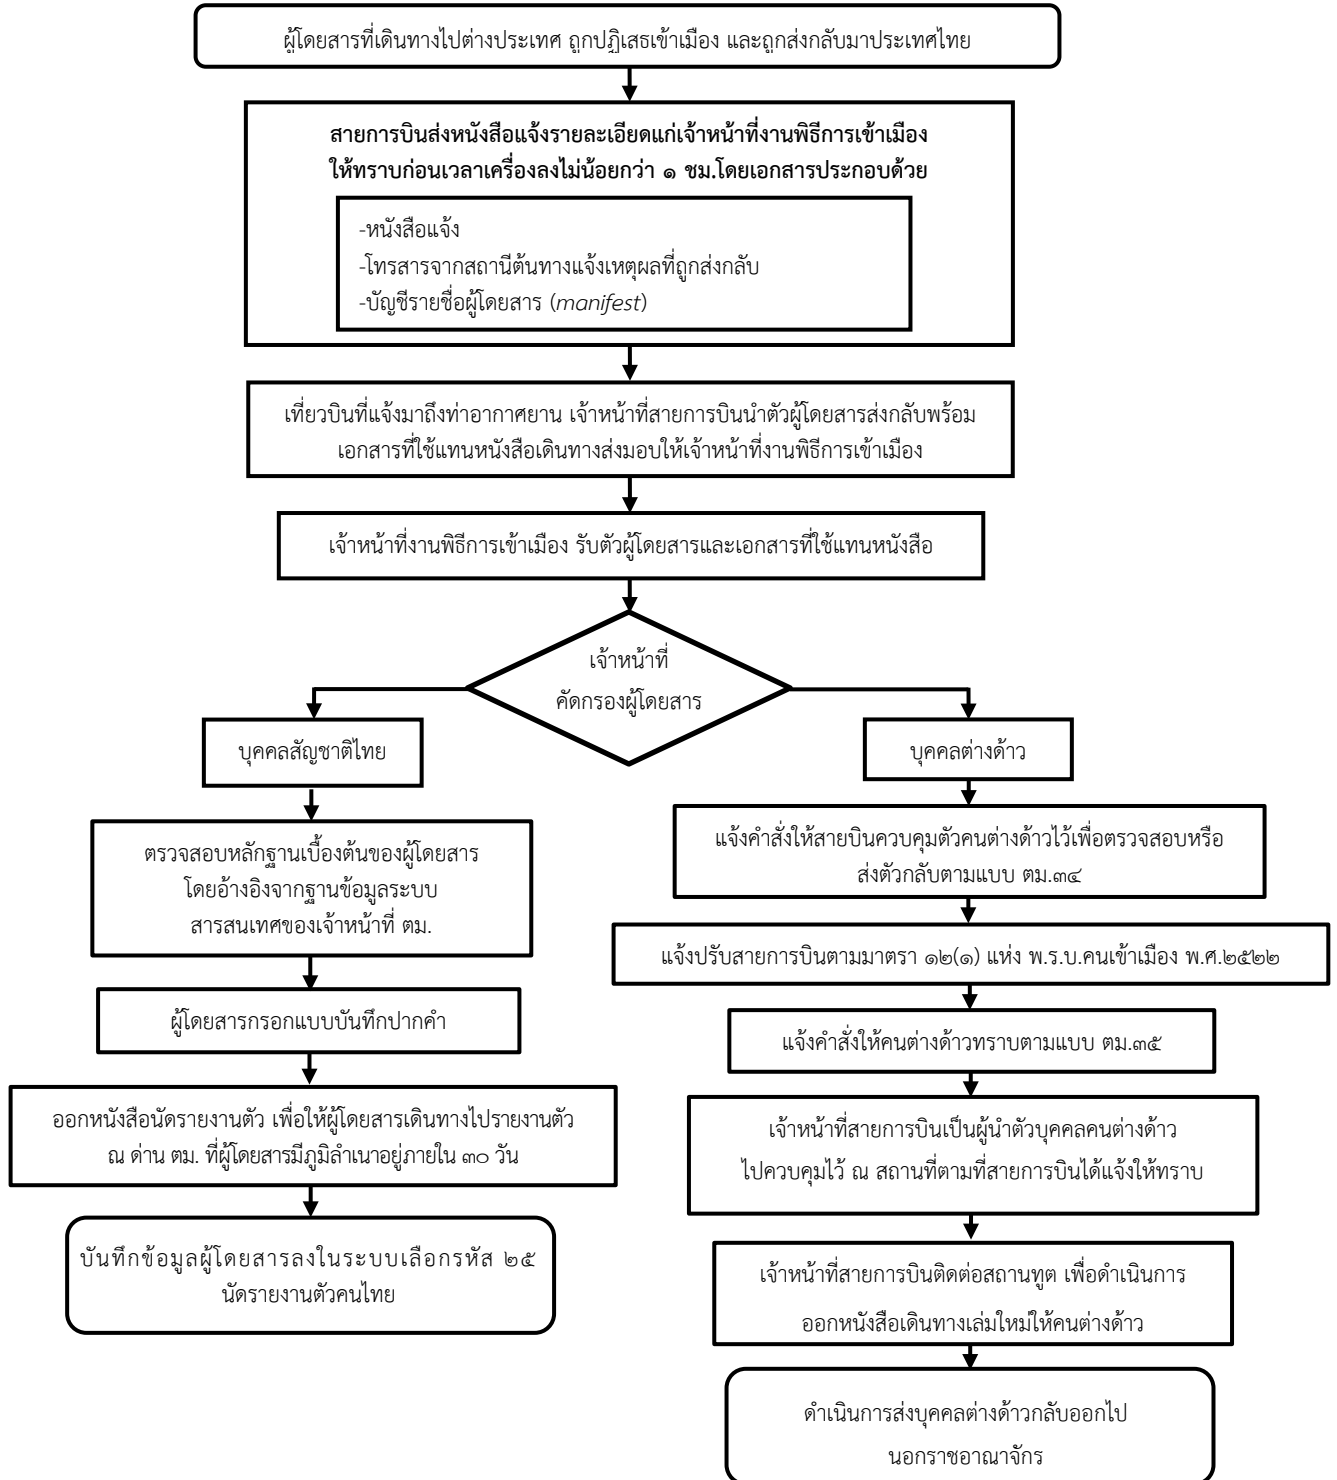 ผู้โดยสารที่เดินทางไปต่างประเทศ ถูกปฏิเสธเข้าเมือง และถูกส่งกลับมาประเทศไทย
สายการบินส่งหนังสือแจ้งรายละเอียดแก่เจ้าหน้าที่งานพิธีการเข้าเมือง
ให้ทราบก่อนเวลาเครื่องลงไม่น้อยกว่า ๑ ชม.โดยเอกสารประกอบด้วย
-หนังสือแจ้ง
-โทรสารจากสถานีต้นทางแจ้งเหตุผลที่ถูกส่งกลับ
-บัญชีรายชื่อผู้โดยสาร (manifest)
เที่ยวบินที่แจ้งมาถึงท่าอากาศยาน เจ้าหน้าที่สายการบินนำตัวผู้โดยสารส่งกลับพร้อม
เอกสารที่ใช้แทนหนังสือเดินทางส่งมอบให้เจ้าหน้าที่งานพิธีการเข้าเมือง
เจ้าหน้าที่งานพิธีการเข้าเมือง รับตัวผู้โดยสารและเอกสารที่ใช้แทนหนังสือ
เจ้าหน้าที่
คัดกรองผู้โดยสาร
บุคคลสัญชาติไทย
ตรวจสอบหลักฐานเบื้องต้นของผู้โดยสาร
โดยอ้างอิงจากฐานข้อมูลระบบ
สารสนเทศของเจ้าหน้าที่ ตม.
ผู้โดยสารกรอกแบบบันทึกปากคำ
ออกหนังสือนัดรายงานตัว เพื่อให้ผู้โดยสารเดินทางไปรายงานตัว
ณ ด่าน ตม. ที่ผู้โดยสารมีภูมิลำเนาอยู่ภายใน ๓๐ วัน
บันทึกข้อมูลผู้โดยสารลงในระบบเลือกรหัส ๒๕
นัดรายงานตัวคนไทย
บุคคลต่างด้าว
แจ้งคำสั่งให้สายบินควบคุมตัวคนต่างด้าวไว้เพื่อตรวจสอบหรือ
ส่งตัวกลับตามแบบ ตม.๓๔
แจ้งปรับสายการบินตามมาตรา ๑๒(๑) แห่ง พ.ร.บ.คนเข้าเมือง พ.ศ.๒๕๒๒
แจ้งคำสั่งให้คนต่างด้าวทราบตามแบบ ตม.๓๕
เจ้าหน้าที่สายการบินเป็นผู้นำตัวบุคคลคนต่างด้าว
ไปควบคุมไว้ ณ สถานที่ตามที่สายการบินได้แจ้งให้ทราบ
เจ้าหน้าที่สายการบินติดต่อสถานทูต เพื่อดำเนินการ
ออกหนังสือเดินทางเล่มใหม่ให้คนต่างด้าว
ดำเนินการส่งบุคคลต่างด้าวกลับออกไป
นอกราชอาณาจักร